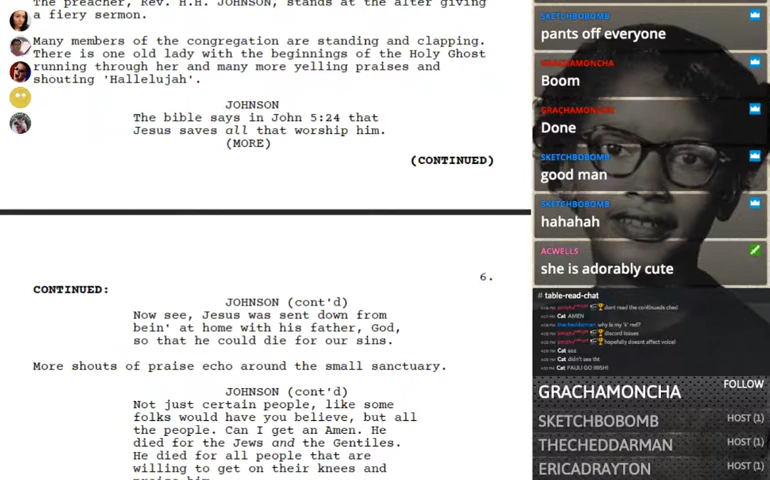 The preacher, Rev. H.H. JOHNSON, stands at the alter giving
a fiery sermon.
Many members of the congregation are standing and clapping.
There is one old lady with the beginnings of the Holy Ghost
running through her and many more yelling praises and
shouting 'Hallelujah'.
JOHNSON
The bible says in John 5:24 that
Jesus saves all that worship him.
(MORE)
(CONTINUED)
6.
CONTINUED:
JOHNSON (cont'd)
Now see, Jesus was sent down from
bein' at home with his father, God,
so that he could die for our sins.
More shouts of praise echo around the small sanctuary.
JOHNSON (cont'd)
Not just certain people, like some
folks would have you believe, but all
the people. Can I get an Amen. He
died for the Jews and the Gentiles.
He died for all people that are
willing to get on their knees and
praise him.
SKETCHBOBOMB
pants off everyone
GRACHAMONCHA
Boom
GRACHAMONCHA
Done
SKETCHBOBOMB
good man
SKETCHBOBOMB
hahahah
ACWELLS
she is adorably cute
# table-read-chat
dont read the continueds ched
Cat AMEN
thecheddarman why is my 'it' red?
discord issues
hopefully doesnt affect voice!
Cat
Cat didn't see tht
Cat PAULI GO IRISH!
GRACHAMONCHA
FOLLOW
SKETCHBOBOMB
HOST (1)
THECHEDDARMAN
HOST (1)
ERICADRAYTON
HOST (1)